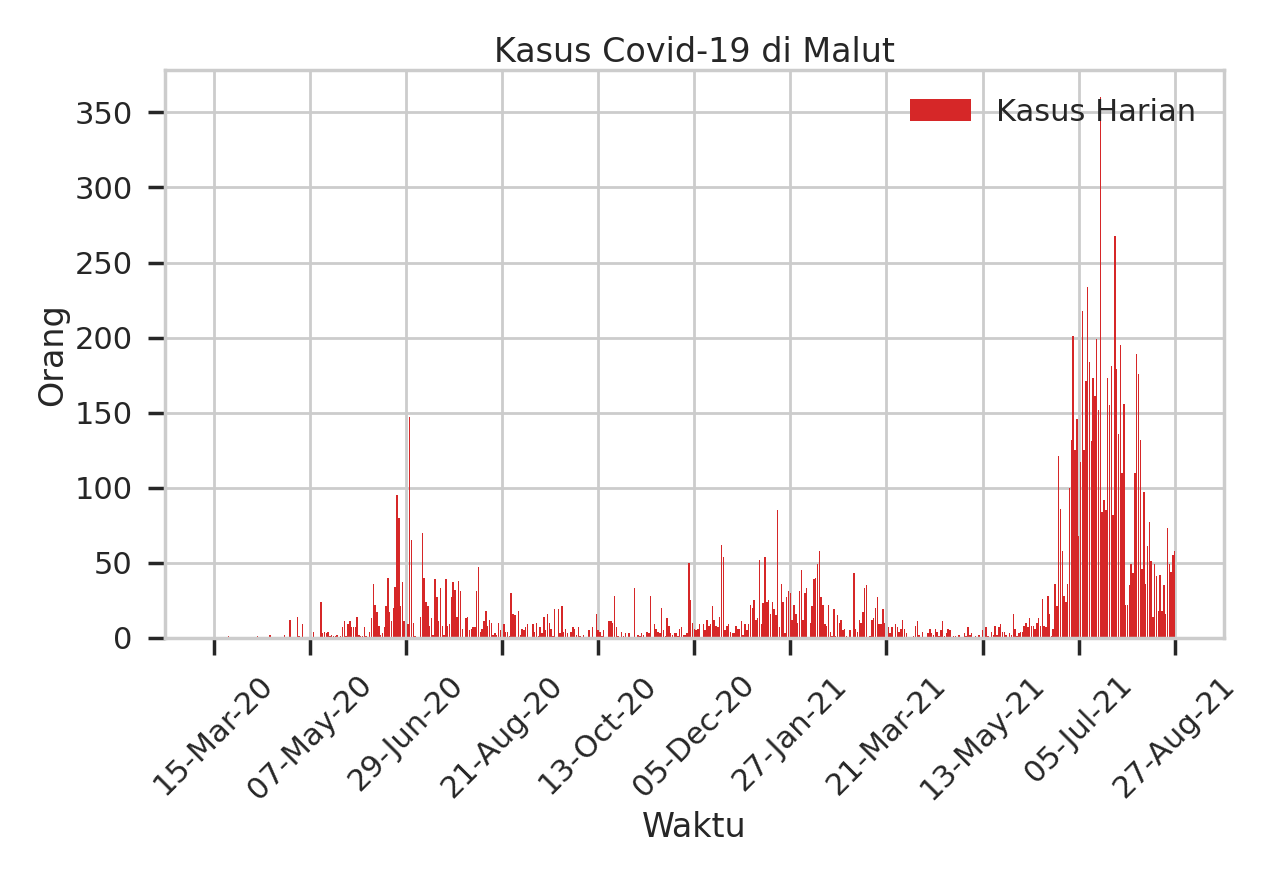 Kasus Covid-19 di Malut
Kasus Harian
Orang
350
300
250
200
150
100
50
0
15-Mar-20
07-May-20
29-Jun-20
21-Aug-20
13-Oct-20
05-Dec-20
27-Jan-21
21-Mar-21
13-May-21
05-Jul-21
27-Aug-21
Waktu